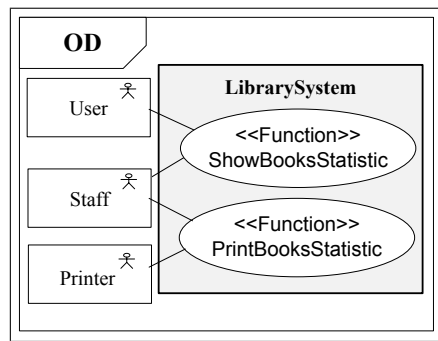 OD
LibrarySystem
User
<<Function>>
ShowBooksStatistic
Staff
<<Function>>
PrintBooksStatistic
Printer